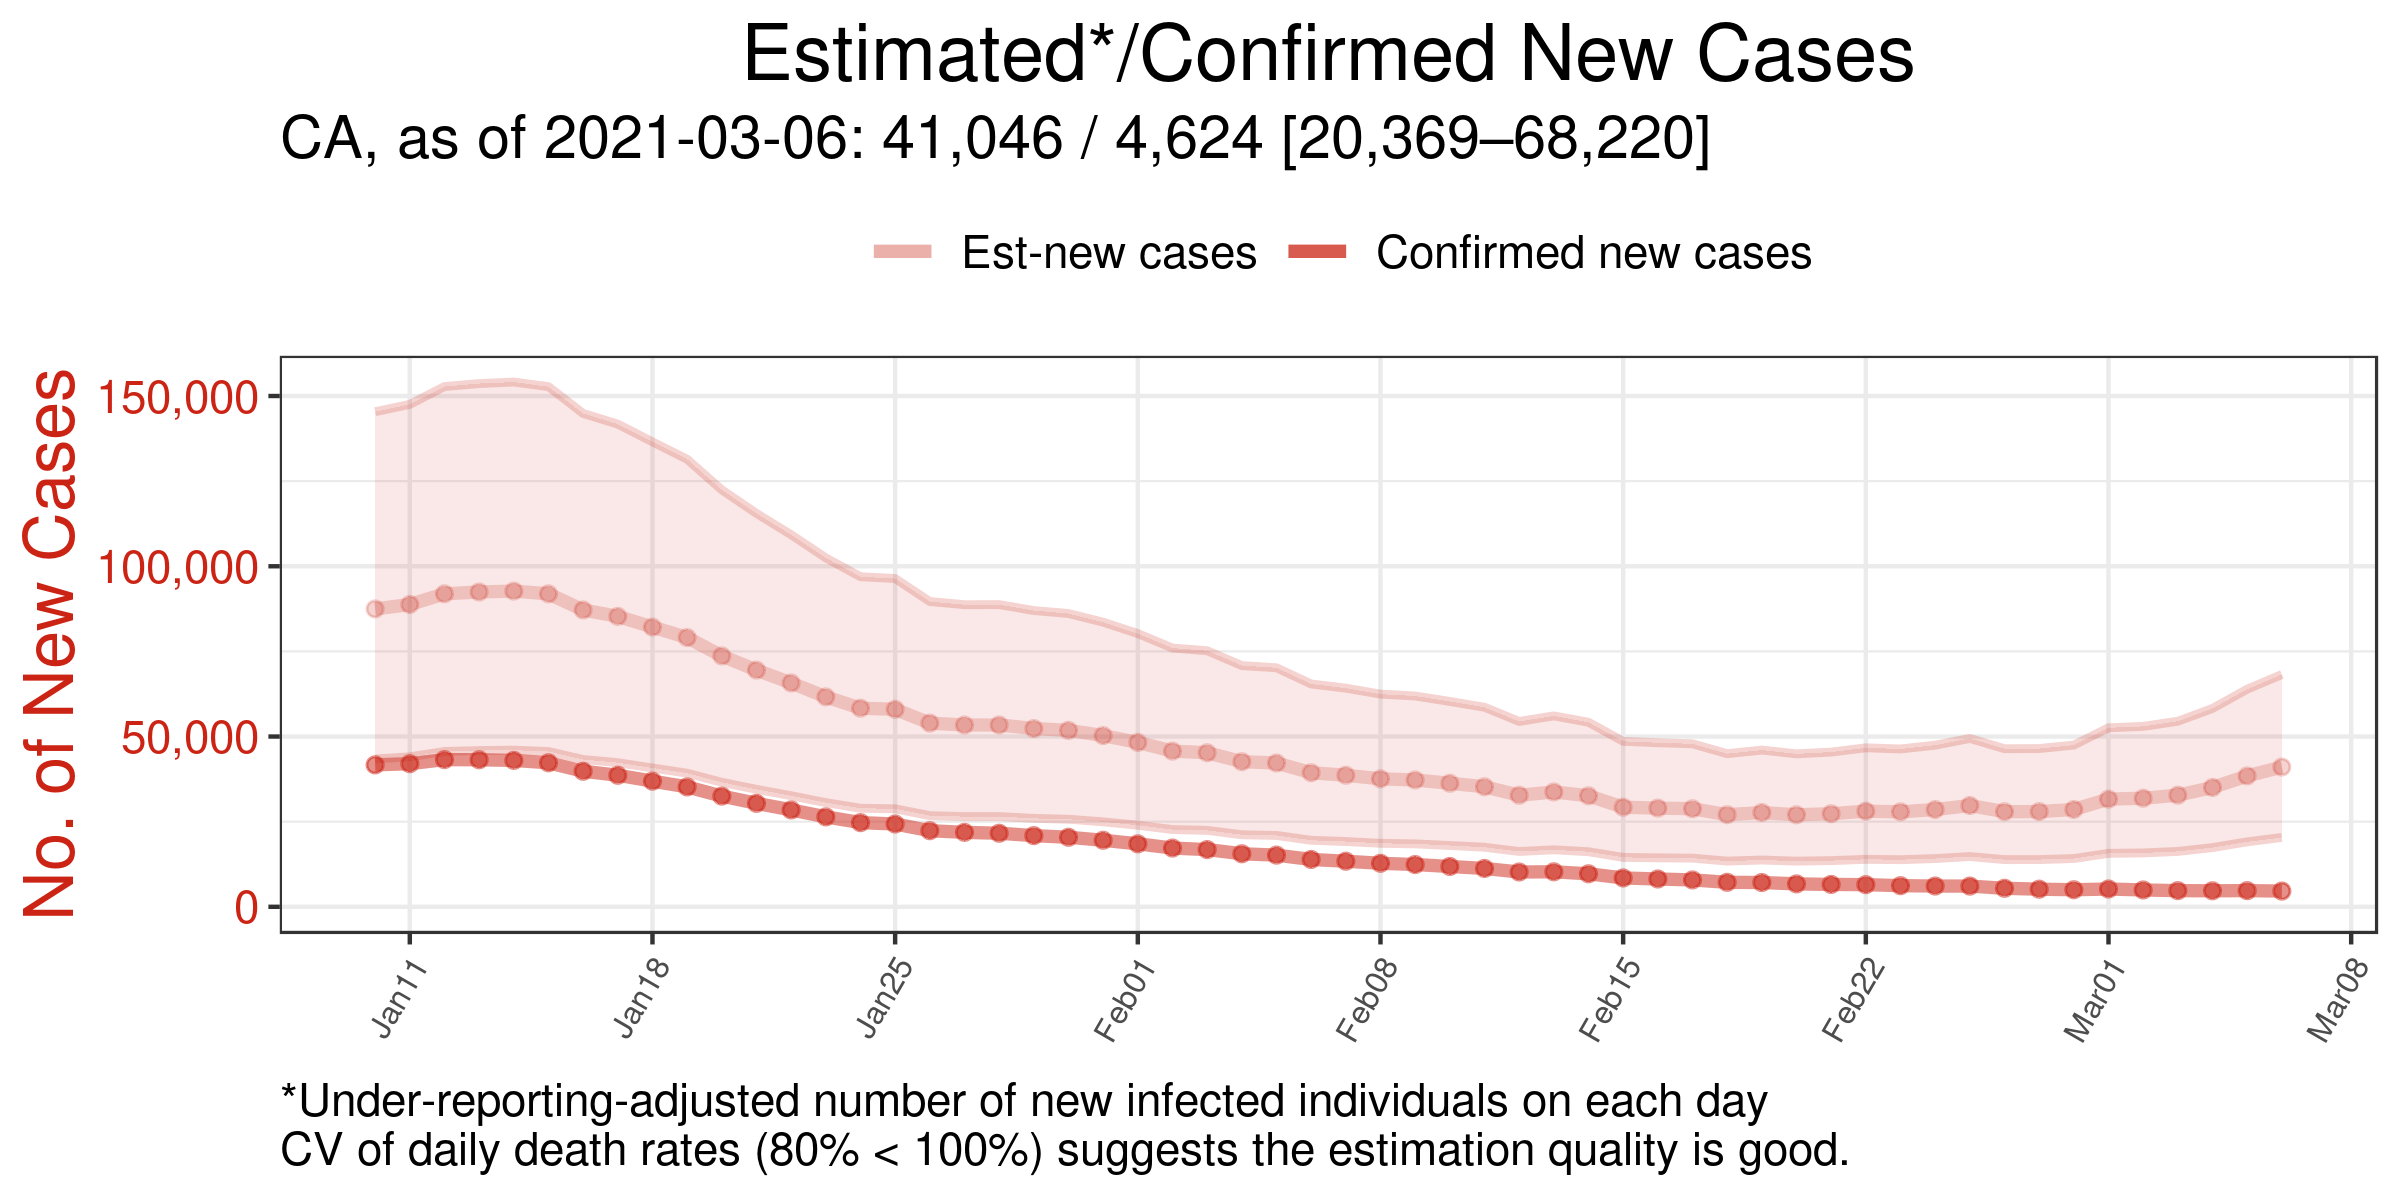 Estimated*/Confirmed New Cases
CA, as of 2021-03-06: 41,046 / 4,624 [20,369–68,220]
Est-new cases Confirmed new cases
No. of New Cases
150,000
100,000
50,000
0
Jan11 Jan18 Jan25 Feb01 Feb08 Feb15 Feb22 Mar01 Mar08
*Under-reporting-adjusted number of new infected individuals on each day
CV of daily death rates (80% < 100%) suggests the estimation quality is good.